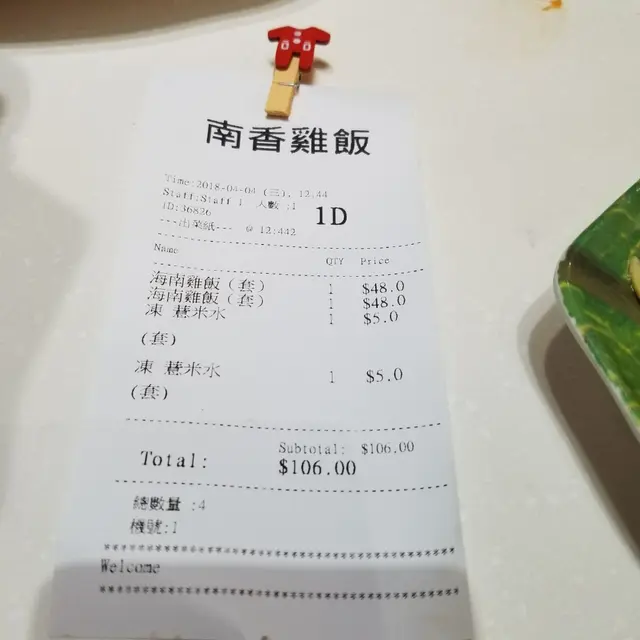 南香雞飯
Time:2018-04-04 (三), 12:44
Staff:Staff 1 人數 :1
ID:36826
1D
---出菜紙--- @ 12:442
Name QTY Price
海南雞飯 (套) 1 $48.0
海南雞飯 (套) 1 $48.0
凍 薏米水 1 $5.0
(套)
凍 薏米水 1 $5.0
(套)
Subtotal: $106.00
Total: $106.00
總數量 :4
機號:1
Welcome